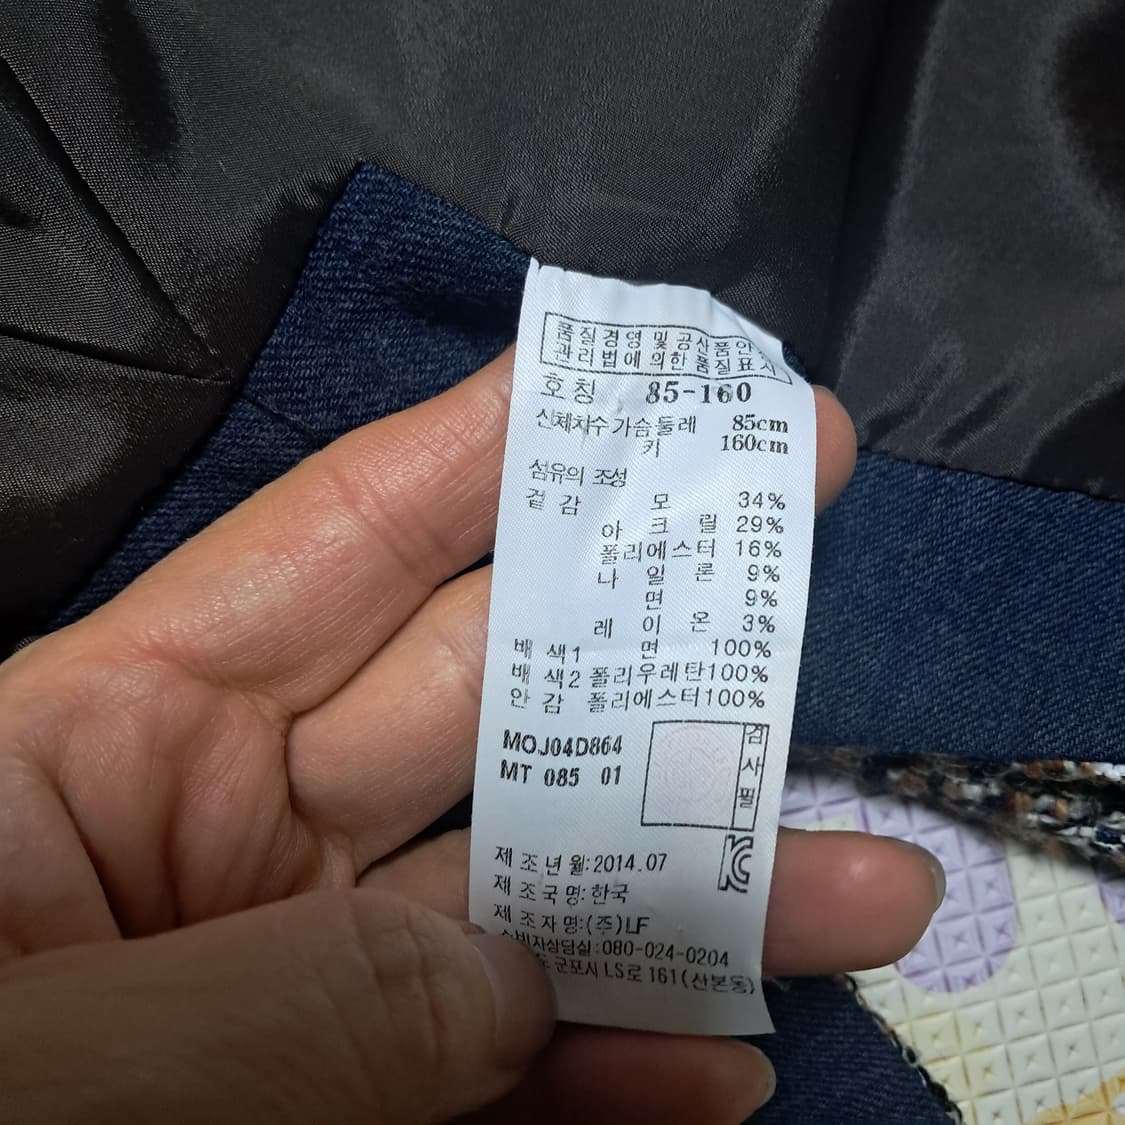 품질경영및공산품안
관리법에의한품질표시
호칭 85-160
신체치수 가슴둘레 85cm
키 160cm
섬유의 조성
겉감 모 34%
아크릴 29%
폴리에스터 16%
나일론 9%
면 9%
레이온 3%
배색1 면 100%
배색2 폴리우레탄100%
안감 폴리에스터100%
MOJ04D864
MT 085 01
검사필
제조년월:2014.07
제조국명:한국
제조자명:(주)LF
소비자상담실:080-024-0204
군포시 LS로 161(산본동)